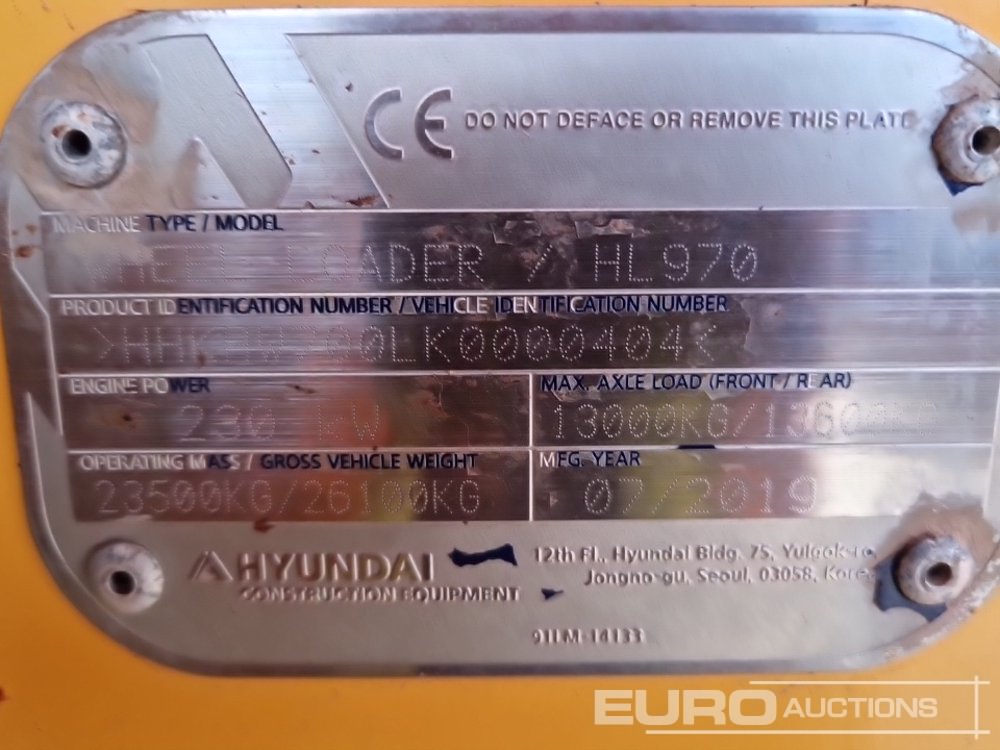 CE DO NOT DEFACE OR REMOVE THIS PLATE
MACHINE TYPE / MODEL
WHEEL LOADER / HL970
PRODUCT IDENTIFICATION NUMBER / VEHICLE IDENTIFICATION NUMBER
ENGINE POWER
MAX. AXLE LOAD (FRONT / REAR)
230 KW
13000KG/13600KG
OPERATING MASS / GROSS VEHICLE WEIGHT
MFG. YEAR
23500KG/26100KG
07/2019
HYUNDAI
CONSTRUCTION EQUIPMENT
12th Fl., Hyundai Bldg. 75, Yulgok-ro,
Jongno-gu, Seoul, 03058, Korea
91LM-14133
EURO AUCTIONS